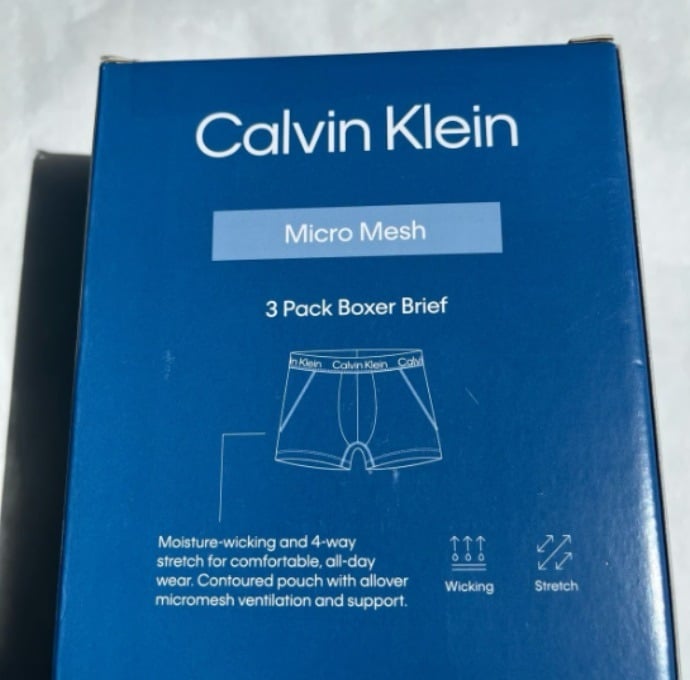 Calvin Klein
Micro Mesh
3 Pack Boxer Brief
in Klein Calvin Klein Calvi
Moisture-wicking and 4-way
stretch for comfortable, all-day
wear. Contoured pouch with allover
micromesh ventilation and support.
Wicking
Stretch